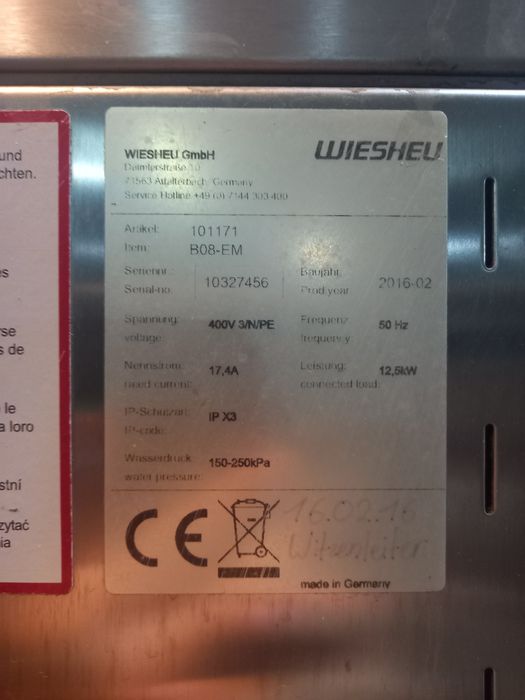 und
chten.
es
rse
s de
le
a loro
stní
zytać
ia
WIESHEU GmbH
WIESHEU
Daimlerstraße 10
71563 Affalterbach, Germany
Service Hotline +49 (0) 7144 303 400
Artikel: 101171
Item: B08-EM
Seriennr.: Baujahr:
Serial-no. 10327456 Prod.year 2016-02
Spannung: 400V 3/N/PE Frequenz: 50 Hz
voltage: frequency:
Nennstrom: 17,4A Leistung: 12,5kW
rated current: connected load:
IP-Schutzart: IP X3
IP-code:
Wasserdruck: 150-250kPa
water pressure:
CE
16.02.16
made in Germany